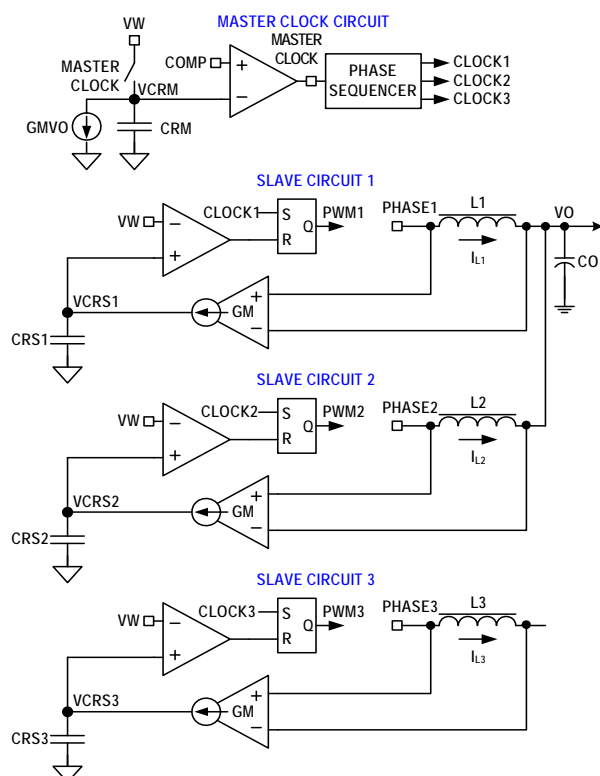 MASTER CLOCK CIRCUIT
VW
MASTER
CLOCK
COMP
MASTER
CLOCK
VCRM
GMVO
CRM
+
−
PHASE
SEQUENCER
CLOCK1
CLOCK2
CLOCK3
SLAVE CIRCUIT 1
VW
−
+
CLOCK1
S
R
Q
PWM1
PHASE1
L1
IL1
VO
CO
VCRS1
CRS1
GM
+
−
SLAVE CIRCUIT 2
VW
−
+
CLOCK2
S
R
Q
PWM2
PHASE2
L2
IL2
VCRS2
CRS2
GM
+
−
SLAVE CIRCUIT 3
VW
−
+
CLOCK3
S
R
Q
PWM3
PHASE3
L3
IL3
VCRS3
CRS3
GM
+
−